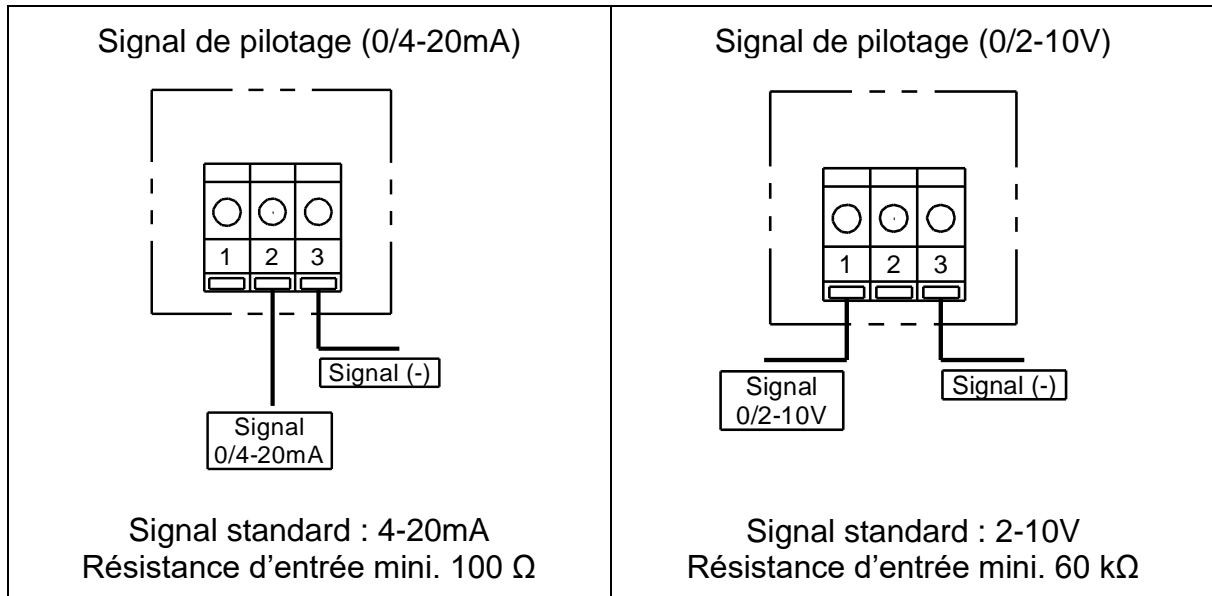 Signal de pilotage (0/4-20mA)
1 2 3
Signal (-)
Signal
0/4-20mA
Signal standard : 4-20mA
Résistance d’entrée mini. 100 Ω
Signal de pilotage (0/2-10V)
1 2 3
Signal
0/2-10V
Signal (-)
Signal standard : 2-10V
Résistance d’entrée mini. 60 kΩ